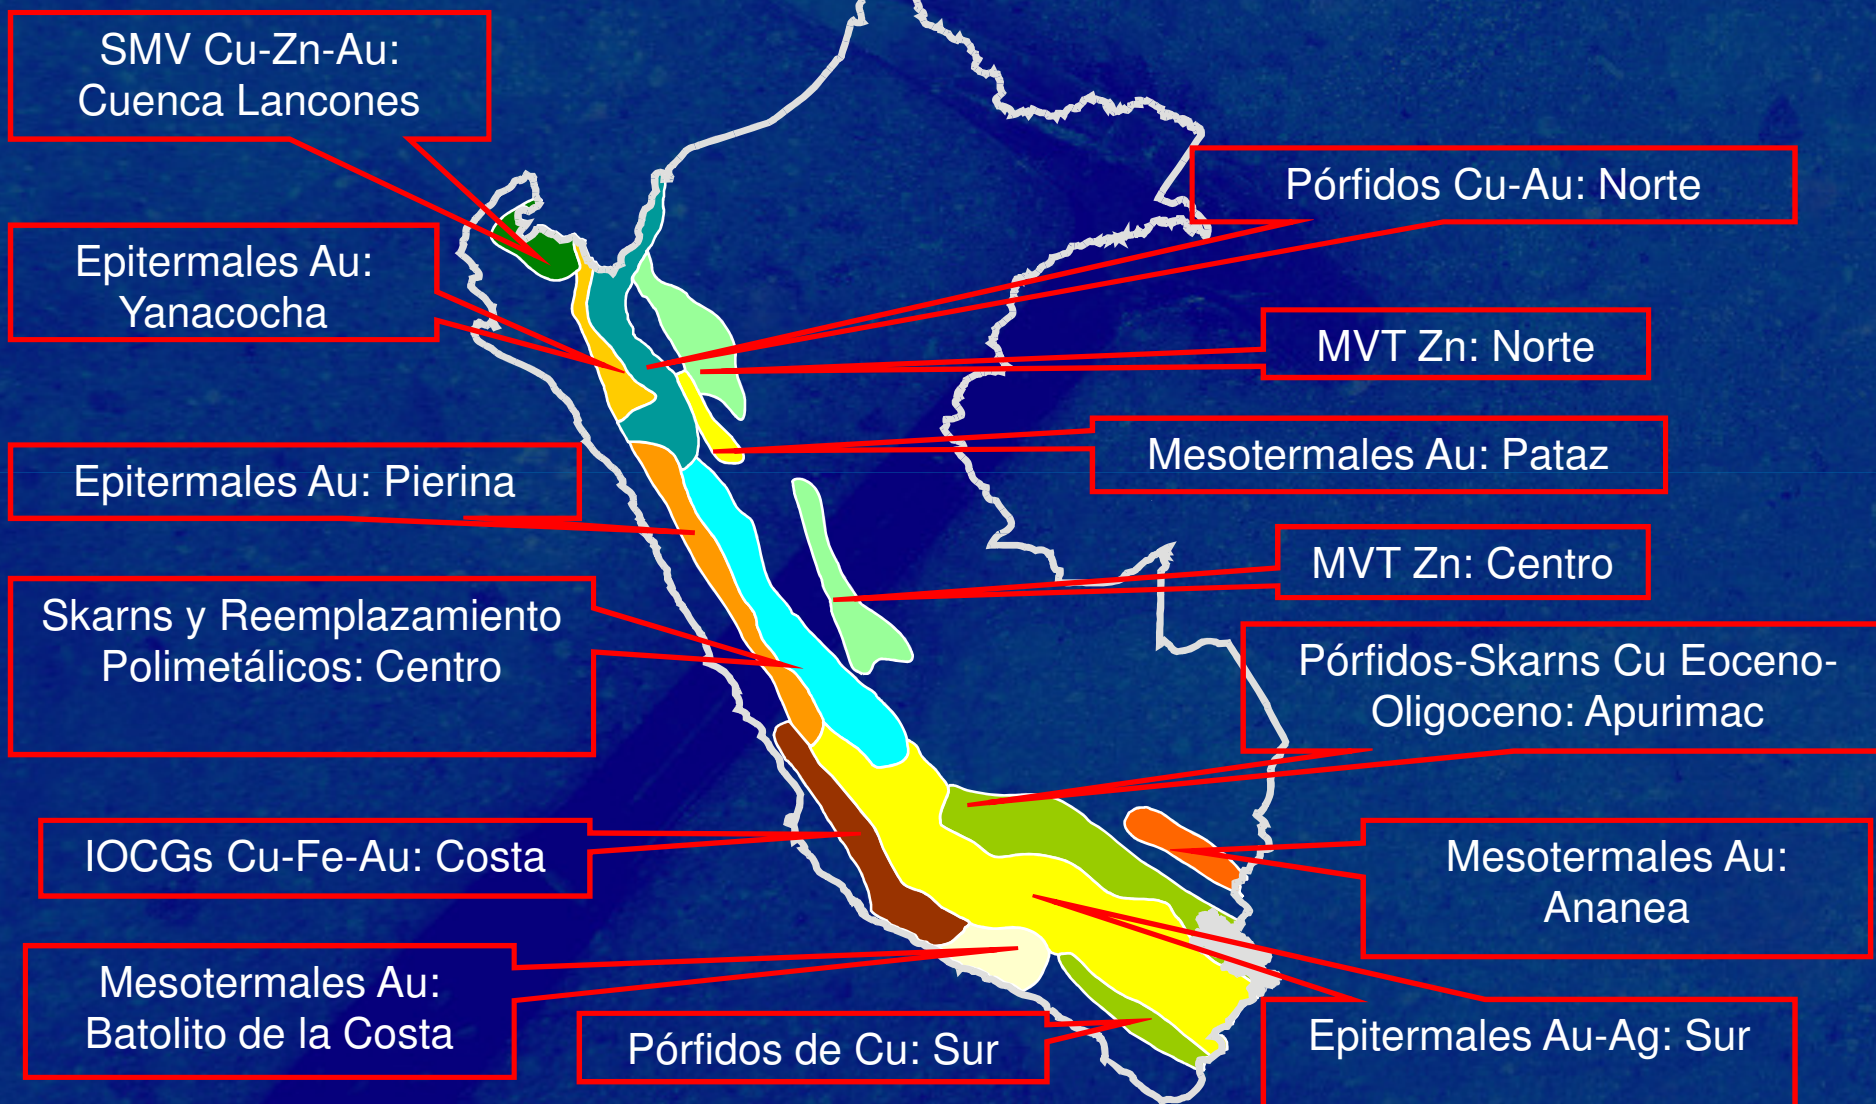 SMV Cu-Zn-Au:
Cuenca Lancones
Pórfidos Cu-Au: Norte
Epitermales Au:
Yanacocha
MVT Zn: Norte
Mesotermales Au: Pataz
Epitermales Au: Pierina
MVT Zn: Centro
Skarns y Reemplazamiento
Polimetálicos: Centro
Pórfidos-Skarns Cu Eoceno-
Oligoceno: Apurimac
IOCGs Cu-Fe-Au: Costa
Mesotermales Au:
Ananea
Mesotermales Au:
Batolito de la Costa
Pórfidos de Cu: Sur
Epitermales Au-Ag: Sur